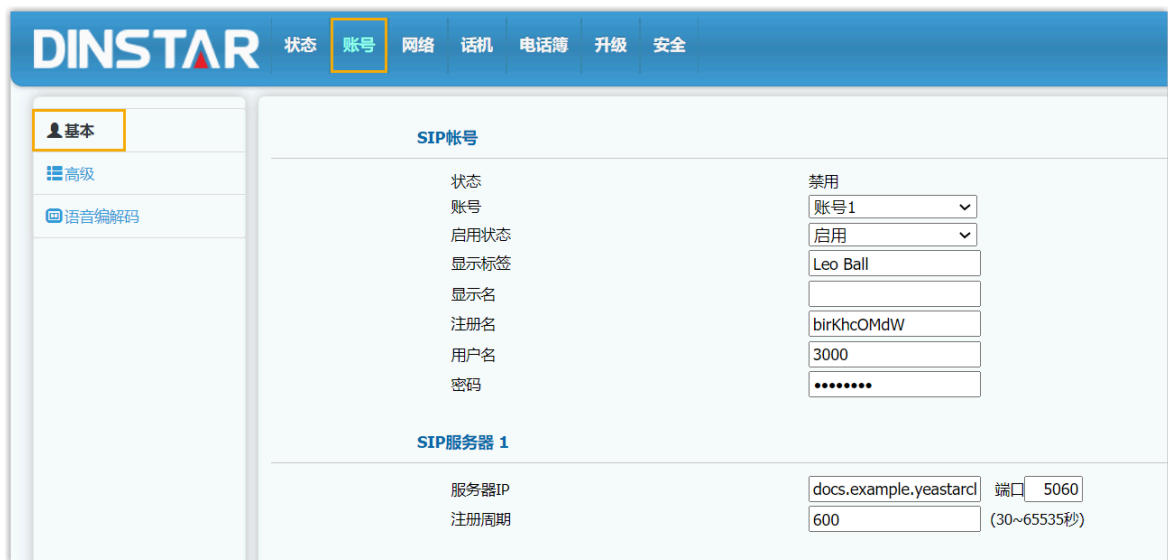 DINSTAR 状态 账号 网络 话机 电话簿 升级 安全
基本
高级
语音编解码
SIP帐号
状态 禁用
账号 账号1
启用状态 启用
显示标签 Leo Ball
显示名
注册名 birKhcOMdW
用户名 3000
密码 ••••••••
SIP服务器 1
服务器IP docs.example.yeastarcl 端口 5060
注册周期 600 (30~65535秒)